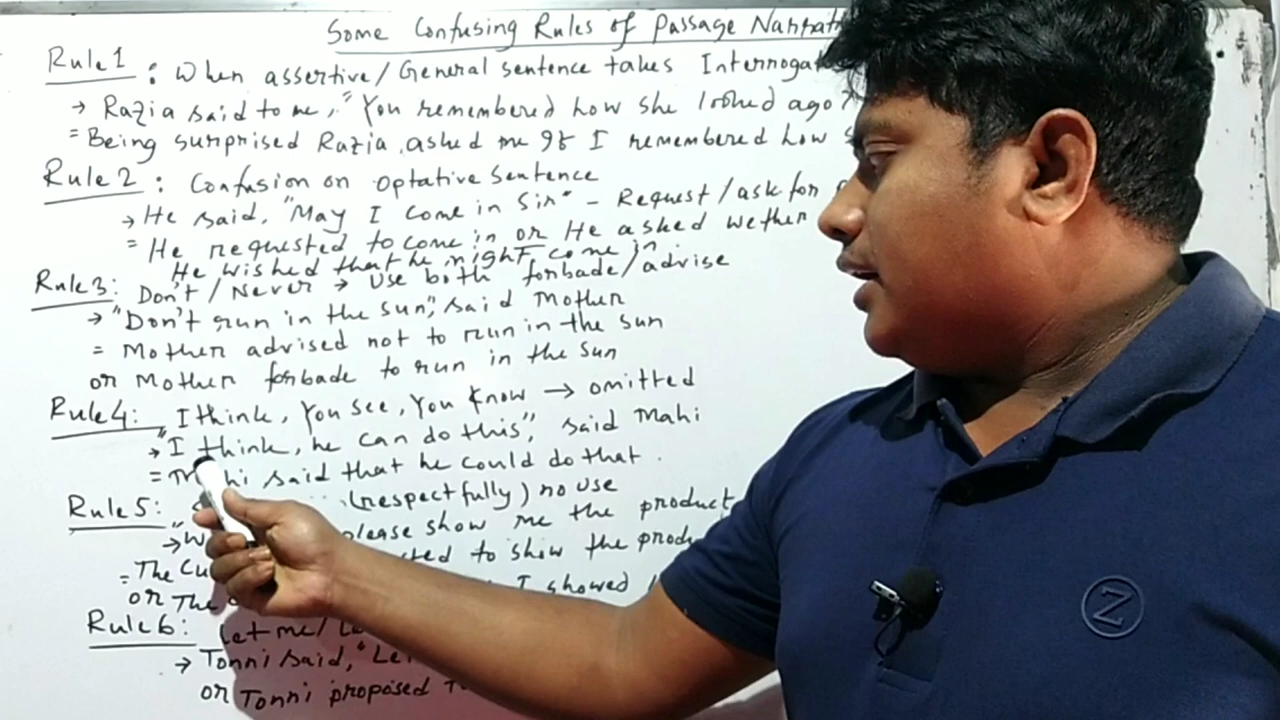 Some Confusing Rules of Passage
Rule 1 : When assertive/General sentence takes
→ Razia said to me, "You remembered how she looked ago?
= Being surprised Razia asked me If I remembered how
Rule 2 : Confusion on Optative Sentence
→ He said, "May I come in Sir" - Request/ask for
= He requested to come in or He asked wether
He wished that he might come in
Rule 3: Don't / Never → Use both forbade/advise
→ "Don't run in the sun", said Mother
= Mother advised not to run in the sun
or Mother forbade to run in the sun
Rule 4: I think, You see, You know → omitted
→ "I think, he can do this", said Mahi
= Mahi said that he could do that.
Rule 5: (respectfully) no use
please show me the product
= The to show the
or The I showed
Rule 6: Let me/
→ Tonni said, "Let
or Tonni proposed
Z